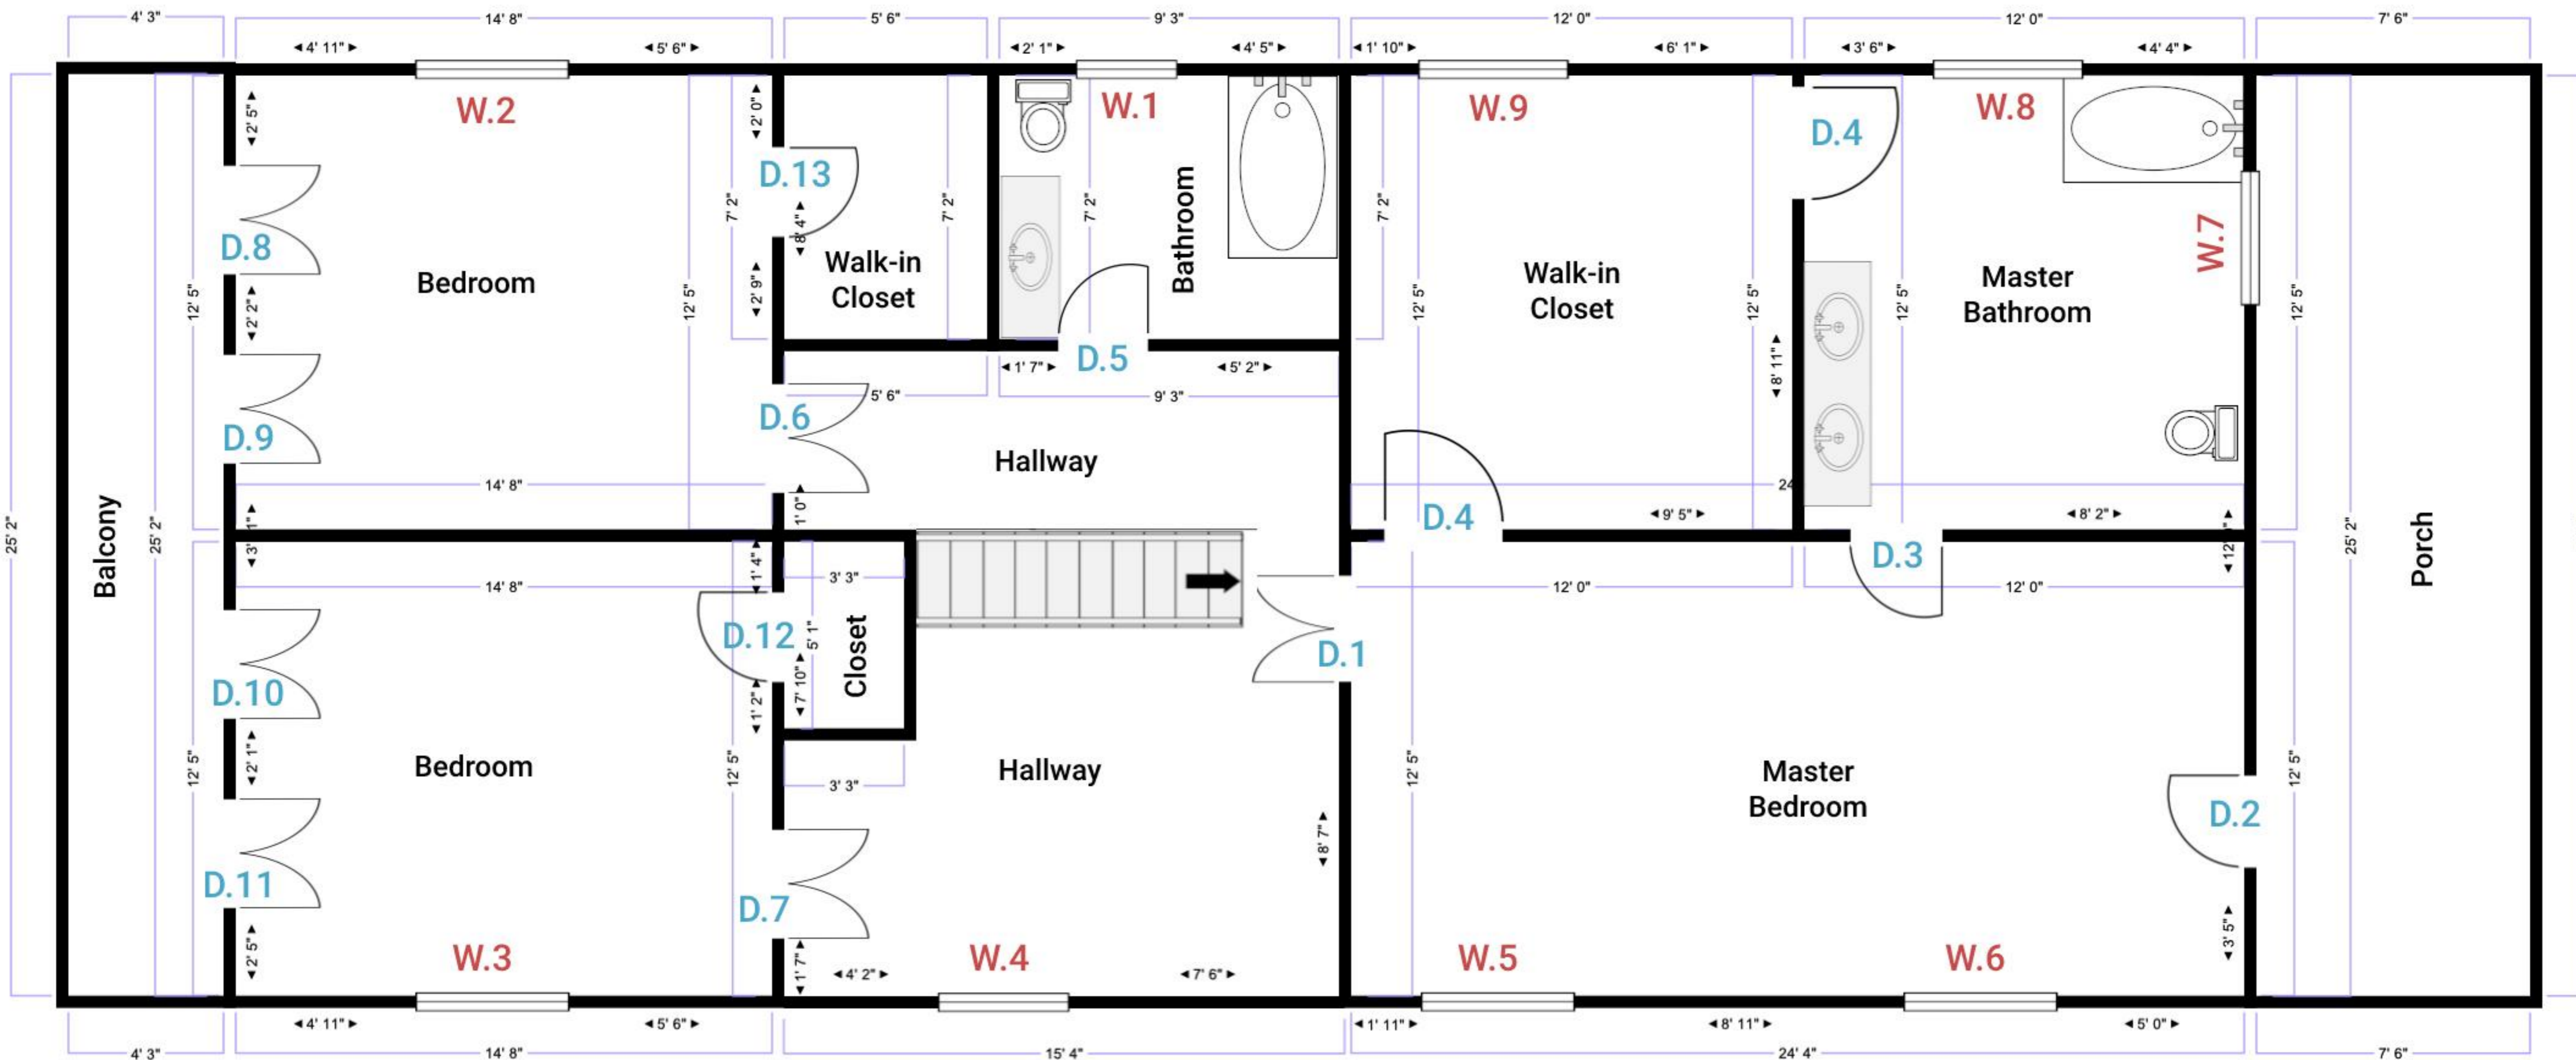 4' 3"
14' 8"
5' 6"
9' 3"
12' 0"
12' 0"
7' 6"
4' 11"
5' 6"
2' 1"
4' 5"
1' 10"
6' 1"
3' 6"
4' 4"
W.2
W.1
W.9
W.8
2' 5"
2' 0"
D.4
D.13
7' 2"
8' 4"
7' 2"
7' 2"
Bathroom
7' 2"
W.7
D.8
Bedroom
Walk-in
Closet
Walk-in
Closet
Master
Bathroom
12' 5"
2' 2"
12' 5"
2' 9"
12' 5"
12' 5"
12' 5"
12' 5"
D.5
1' 7"
5' 2"
8' 11"
5' 6"
9' 3"
D.6
D.9
Hallway
14' 8"
24
1' 0"
D.4
9' 5"
8' 2"
25' 2"
25' 2"
Balcony
3' 1"
D.3
25' 2"
Porch
14' 8"
1' 4"
3' 3"
12' 0"
12' 0"
D.12
5' 1"
Closet
D.1
D.10
1' 2"
7' 10"
12' 5"
2' 1"
Bedroom
12' 5"
Hallway
3' 3"
12' 5"
Master
Bedroom
12' 5"
D.2
8' 7"
D.11
D.7
2' 5"
W.3
1' 7"
4' 2"
W.4
7' 6"
W.5
W.6
3' 5"
4' 11"
5' 6"
1' 11"
8' 11"
5' 0"
4' 3"
14' 8"
15' 4"
24' 4"
7' 6"